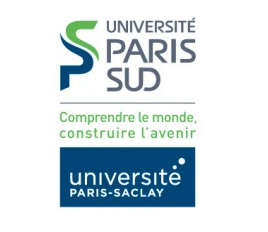 UNIVERSITÉ
PARIS
SUD
Comprendre le monde,
construire l'avenir
université
PARIS-SACLAY